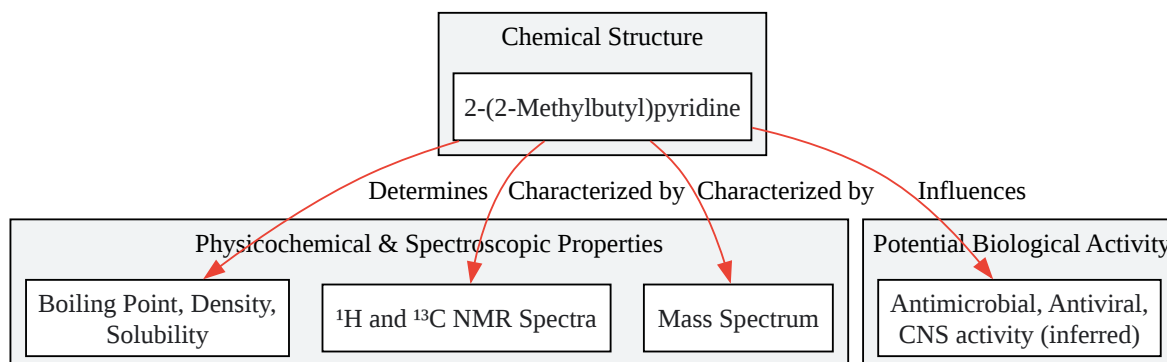 Chemical Structure
2-(2-Methylbutyl)pyridine
Determines
Characterized by
Characterized by
Influences
Physicochemical & Spectroscopic Properties
Potential Biological Activity
Boiling Point, Density,
Solubility
¹H and ¹³C NMR Spectra
Mass Spectrum
Antimicrobial, Antiviral,
CNS activity (inferred)